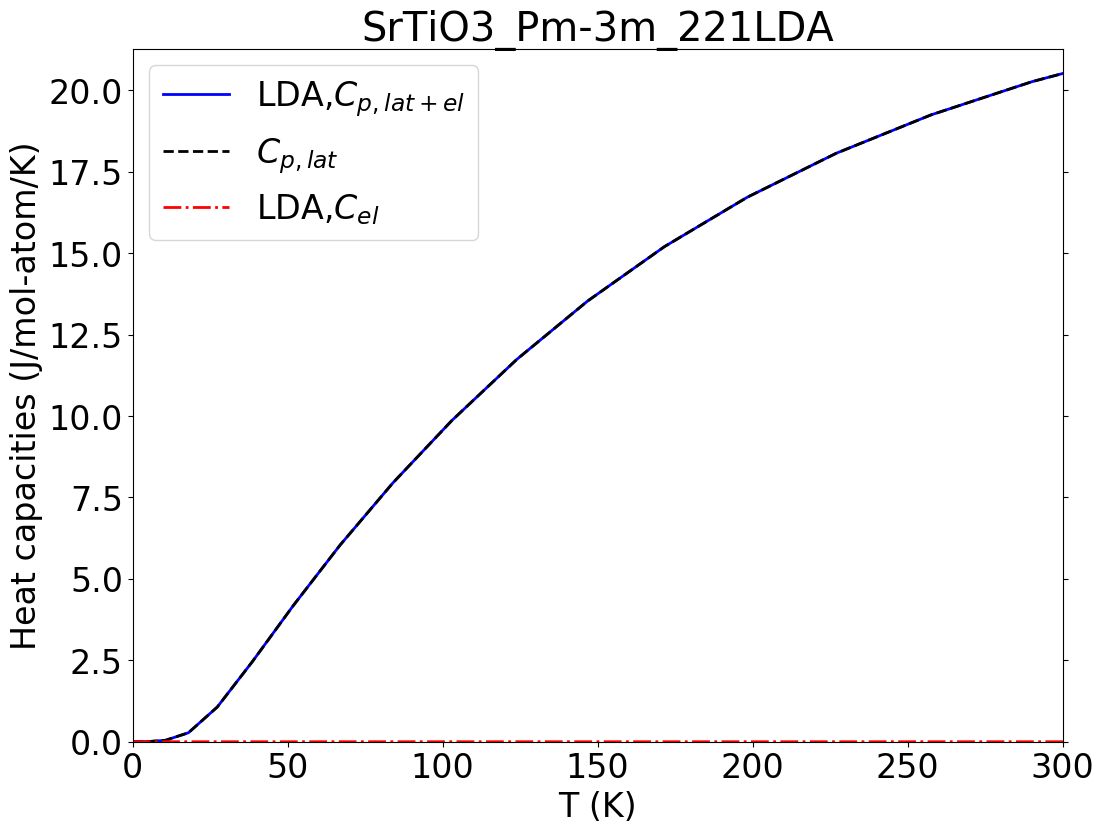 SrTiO3_Pm-3m_221LDA
LDA,C_{p, lat+el}
C_{p, lat}
LDA,C_{el}
Heat capacities (J/mol-atom/K)
20.0
17.5
15.0
12.5
10.0
7.5
5.0
2.5
0.0
0 50 100 150 200 250 300
T (K)